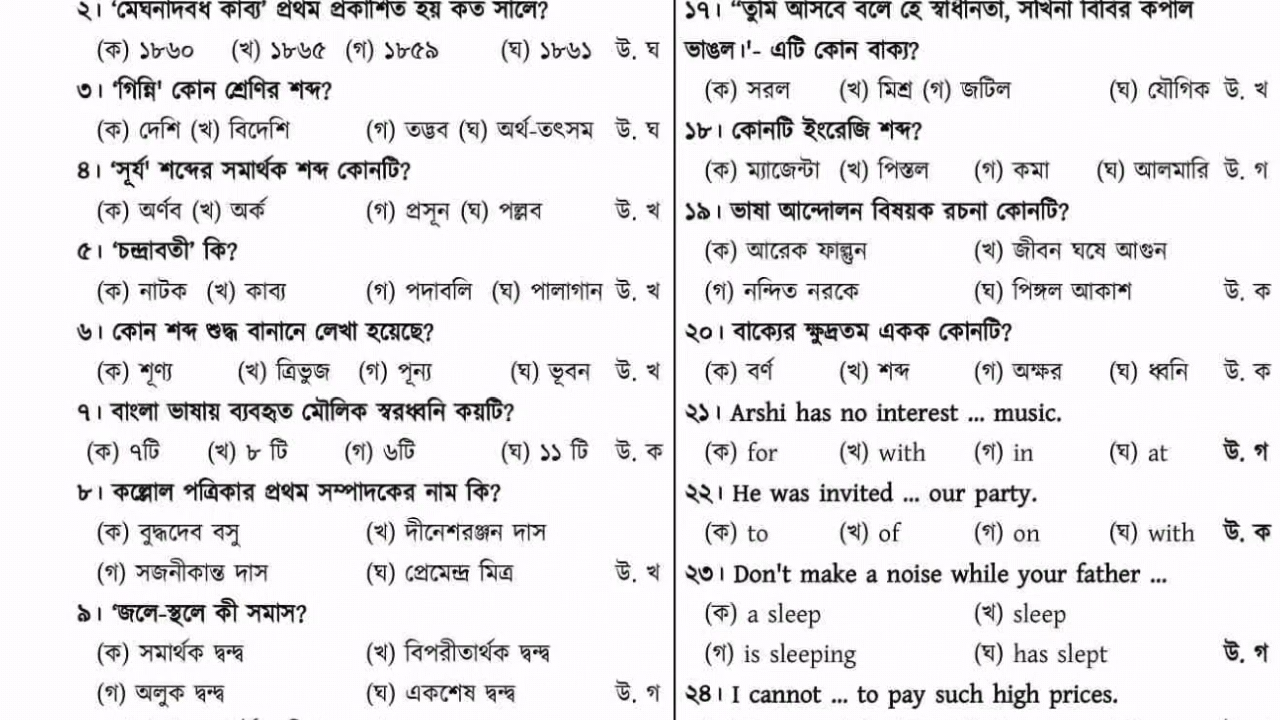 ২। 'মেঘনাদবধ কাব্য' প্রথম প্রকাশিত হয় কত সালে?
(ক) ১৮৬০ (খ) ১৮৬৫ (গ) ১৮৫৯ (ঘ) ১৮৬১ উ. ঘ
৩। 'গিন্নি' কোন শ্রেণির শব্দ?
(ক) দেশি (খ) বিদেশি (গ) তদ্ভব (ঘ) অর্থ-তৎসম উ. ঘ
৪। 'সূর্য' শব্দের সমার্থক শব্দ কোনটি?
(ক) অর্ণব (খ) অর্ক (গ) প্রসূন (ঘ) পল্লব উ. খ
৫। 'চন্দ্রাবতী' কি?
(ক) নাটক (খ) কাব্য (গ) পদাবলি (ঘ) পালাগান উ. খ
৬। কোন শব্দ শুদ্ধ বানানে লেখা হয়েছে?
(ক) শূণ্য (খ) ত্রিভুজ (গ) পূন্য (ঘ) ভূবন উ. খ
৭। বাংলা ভাষায় ব্যবহৃত মৌলিক স্বরধ্বনি কয়টি?
(ক) ৭টি (খ) ৮ টি (গ) ৬টি (ঘ) ১১ টি উ. ক
৮। কল্লোল পত্রিকার প্রথম সম্পাদকের নাম কি?
(ক) বুদ্ধদেব বসু (খ) দীনেশরঞ্জন দাস
(গ) সজনীকান্ত দাস (ঘ) প্রেমেন্দ্র মিত্র উ. খ
৯। 'জলে-স্থলে কী সমাস?
(ক) সমার্থক দ্বন্দ্ব (খ) বিপরীতার্থক দ্বন্দ্ব
(গ) অলুক দ্বন্দ্ব (ঘ) একশেষ দ্বন্দ্ব উ. গ
১৭। "তুমি আসবে বলে হে স্বাধীনতা, সখিনা বিবির কপাল
ভাঙল।'- এটি কোন বাক্য?
(ক) সরল (খ) মিশ্র (গ) জটিল (ঘ) যৌগিক উ. খ
১৮। কোনটি ইংরেজি শব্দ?
(ক) ম্যাজেন্টা (খ) পিস্তল (গ) কমা (ঘ) আলমারি উ. গ
১৯। ভাষা আন্দোলন বিষয়ক রচনা কোনটি?
(ক) আরেক ফাল্গুন (খ) জীবন ঘষে আগুন
(গ) নন্দিত নরকে (ঘ) পিঙ্গল আকাশ উ. ক
২০। বাক্যের ক্ষুদ্রতম একক কোনটি?
(ক) বর্ণ (খ) শব্দ (গ) অক্ষর (ঘ) ধ্বনি উ. ক
২১। Arshi has no interest ... music.
(ক) for (খ) with (গ) in (ঘ) at উ. গ
২২। He was invited ... our party.
(ক) to (খ) of (গ) on (ঘ) with উ. ক
২৩। Don't make a noise while your father ...
(ক) a sleep (খ) sleep
(গ) is sleeping (ঘ) has slept উ. গ
২৪। I cannot ... to pay such high prices.